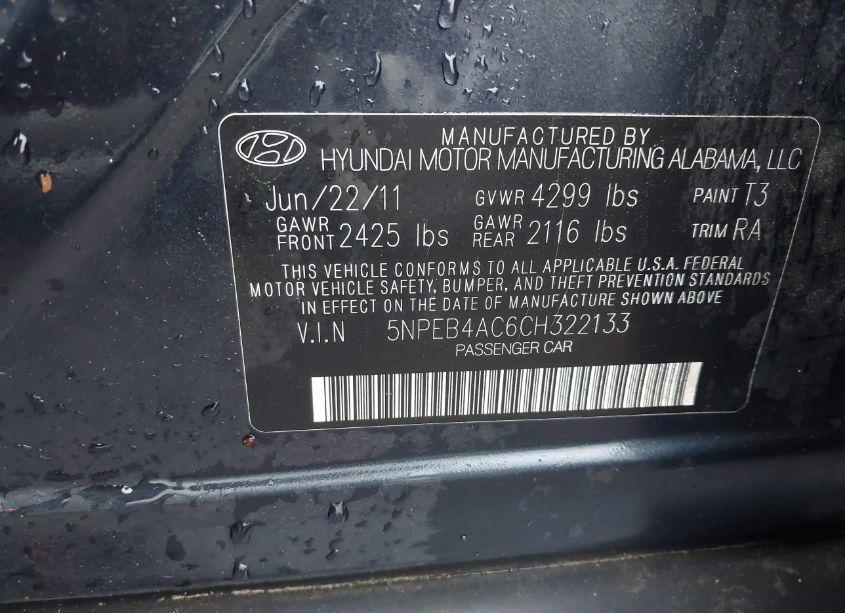 MANUFACTURED BY
HYUNDAI MOTOR MANUFACTURING ALABAMA, LLC
Jun/22/11 GVWR 4299 lbs PAINT T3
GAWR FRONT 2425 lbs GAWR REAR 2116 lbs TRIM RA
THIS VEHICLE CONFORMS TO ALL APPLICABLE U.S.A. FEDERAL
MOTOR VEHICLE SAFETY, BUMPER, AND THEFT PREVENTION STANDARDS
IN EFFECT ON THE DATE OF MANUFACTURE SHOWN ABOVE
V.I.N 5NPEB4AC6CH322133
PASSENGER CAR